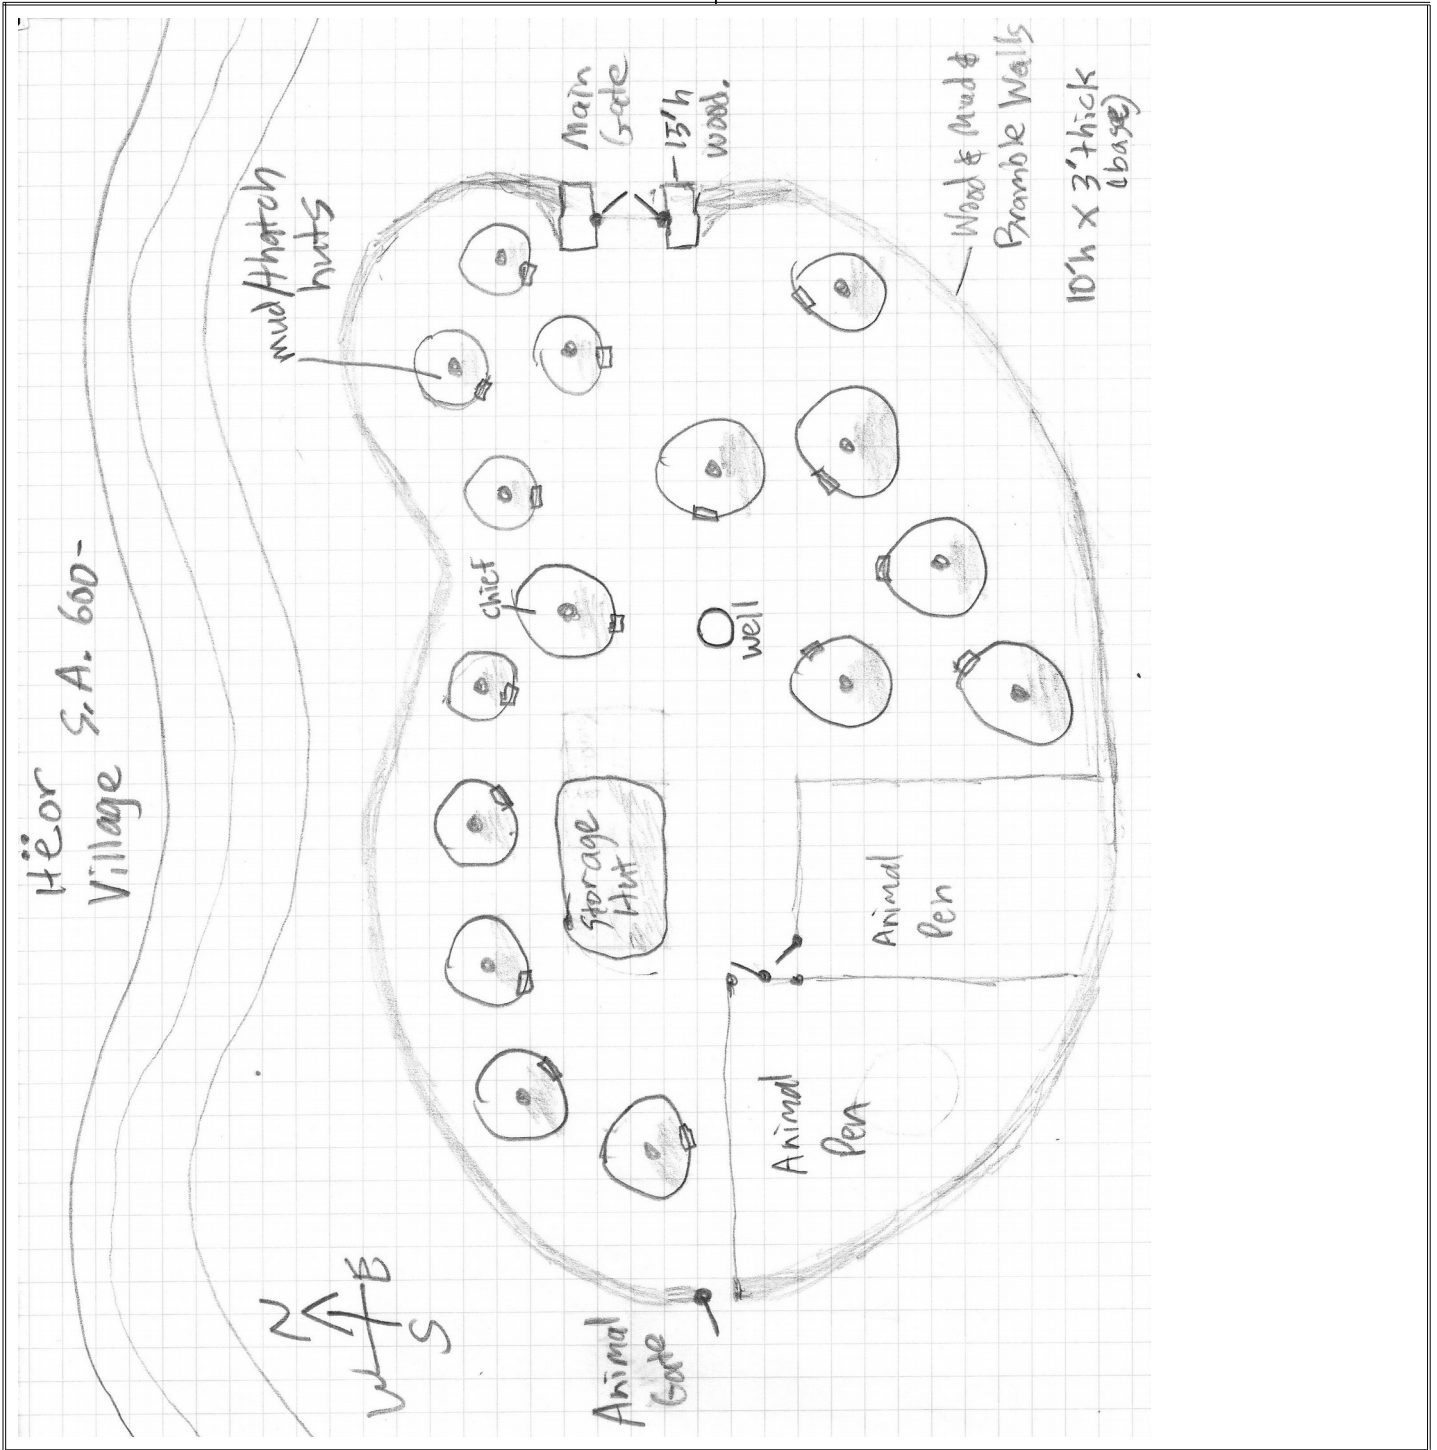 Hëor
Village S.A. 600-
mud/thatch
huts
Main
Gate
15'h
wood.
Wood & Mud &
Bramble Walls
10'h x 3' thick
(base)
chief
well
Storage
Hut
Animal
Pen
Animal
Pen
Animal
Gate
N
W E
S